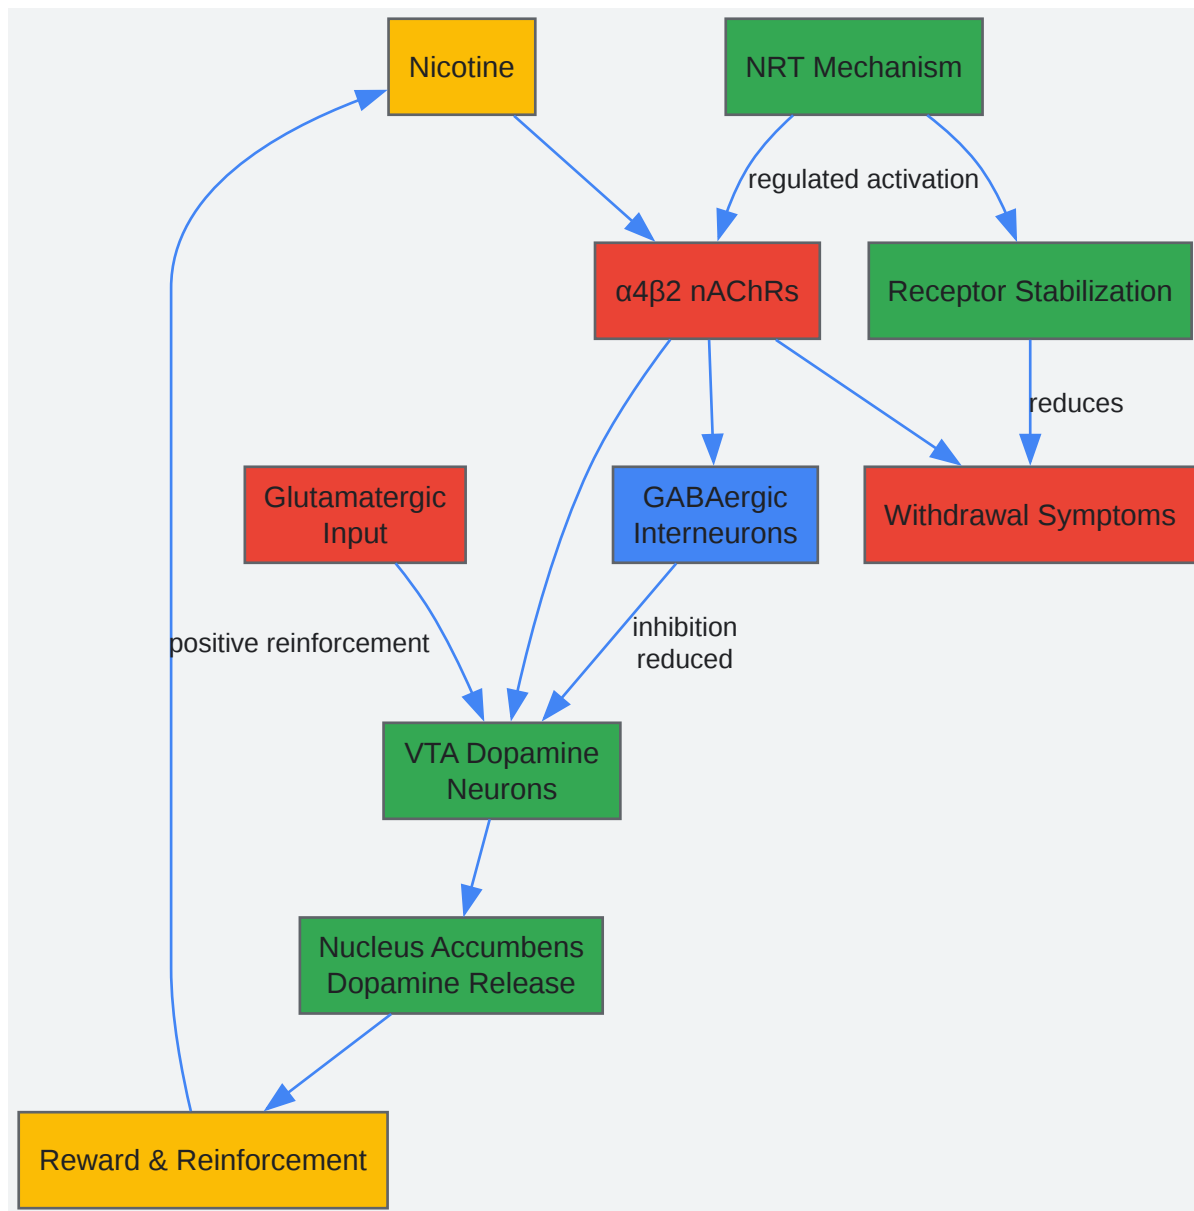 Nicotine
NRT Mechanism
regulated activation
α4β2 nAChRs
Receptor Stabilization
reduces
Glutamatergic
Input
GABAergic
Interneurons
Withdrawal Symptoms
positive reinforcement
inhibition
reduced
VTA Dopamine
Neurons
Nucleus Accumbens
Dopamine Release
Reward & Reinforcement